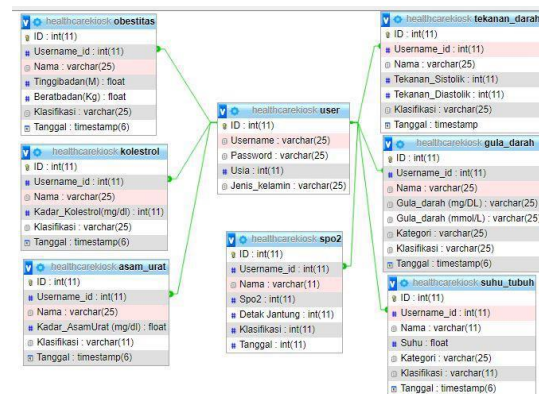 healthcarekiosk obestitas
ID : int(11)
Username_id : int(11)
Nama : varchar(25)
Tinggibadan(M) : float
Beratbadan(Kg) : float
Klasifikasi : varchar(25)
Tanggal : timestamp(6)
healthcarekiosk kolestrol
ID : int(11)
Username_id : int(11)
Nama : varchar(25)
Kadar_Kolestrol(mg/dl) : int(11)
Klasifikasi : varchar(25)
Tanggal : timestamp(6)
healthcarekiosk asam_urat
ID : int(11)
Username_id : int(11)
Nama : varchar(25)
Kadar_AsamUrat (mg/dl) : float
Klasifikasi : varchar(11)
Tanggal : timestamp(6)
healthcarekiosk user
ID : int(11)
Username : varchar(25)
Password : varchar(25)
Usia : int(11)
Jenis_kelamin : varchar(25)
healthcarekiosk spo2
ID : int(11)
Username_id : int(11)
Nama : varchar(11)
Spo2 : int(11)
Detak Jantung : int(11)
Klasifikasi : int(11)
Tanggal : int(11)
healthcarekiosk tekanan_darah
ID : int(11)
Username_id : int(11)
Nama : varchar(25)
Tekanan_Sistolik : int(11)
Tekanan_Diastolik : int(11)
Klasifikasi : varchar(25)
Tanggal : timestamp
healthcarekiosk gula_darah
ID : int(11)
Username_id : int(11)
Nama : varchar(25)
Gula_darah (mg/DL) : varchar(25)
Gula_darah (mmol/L) : varchar(25)
Kategori : varchar(25)
Klasifikasi : varchar(25)
Tanggal : timestamp(6)
healthcarekiosk suhu_tubuh
ID : int(11)
Username_id : int(11)
Nama : varchar(11)
Suhu : float
Kategori : varchar(25)
Klasifikasi : varchar(11)
Tanggal : timestamp(6)